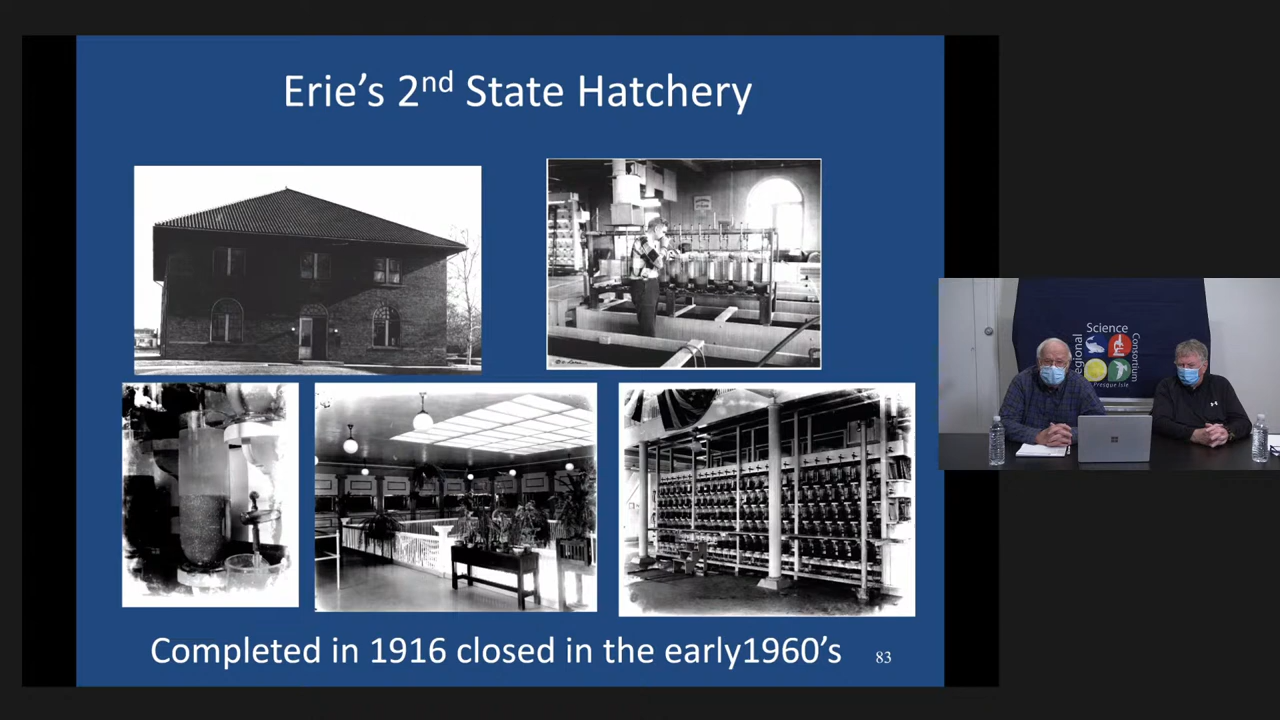 Erie's 2nd State Hatchery
Completed in 1916 closed in the early1960's
83
Regional
Science
Consortium
Presque Isle